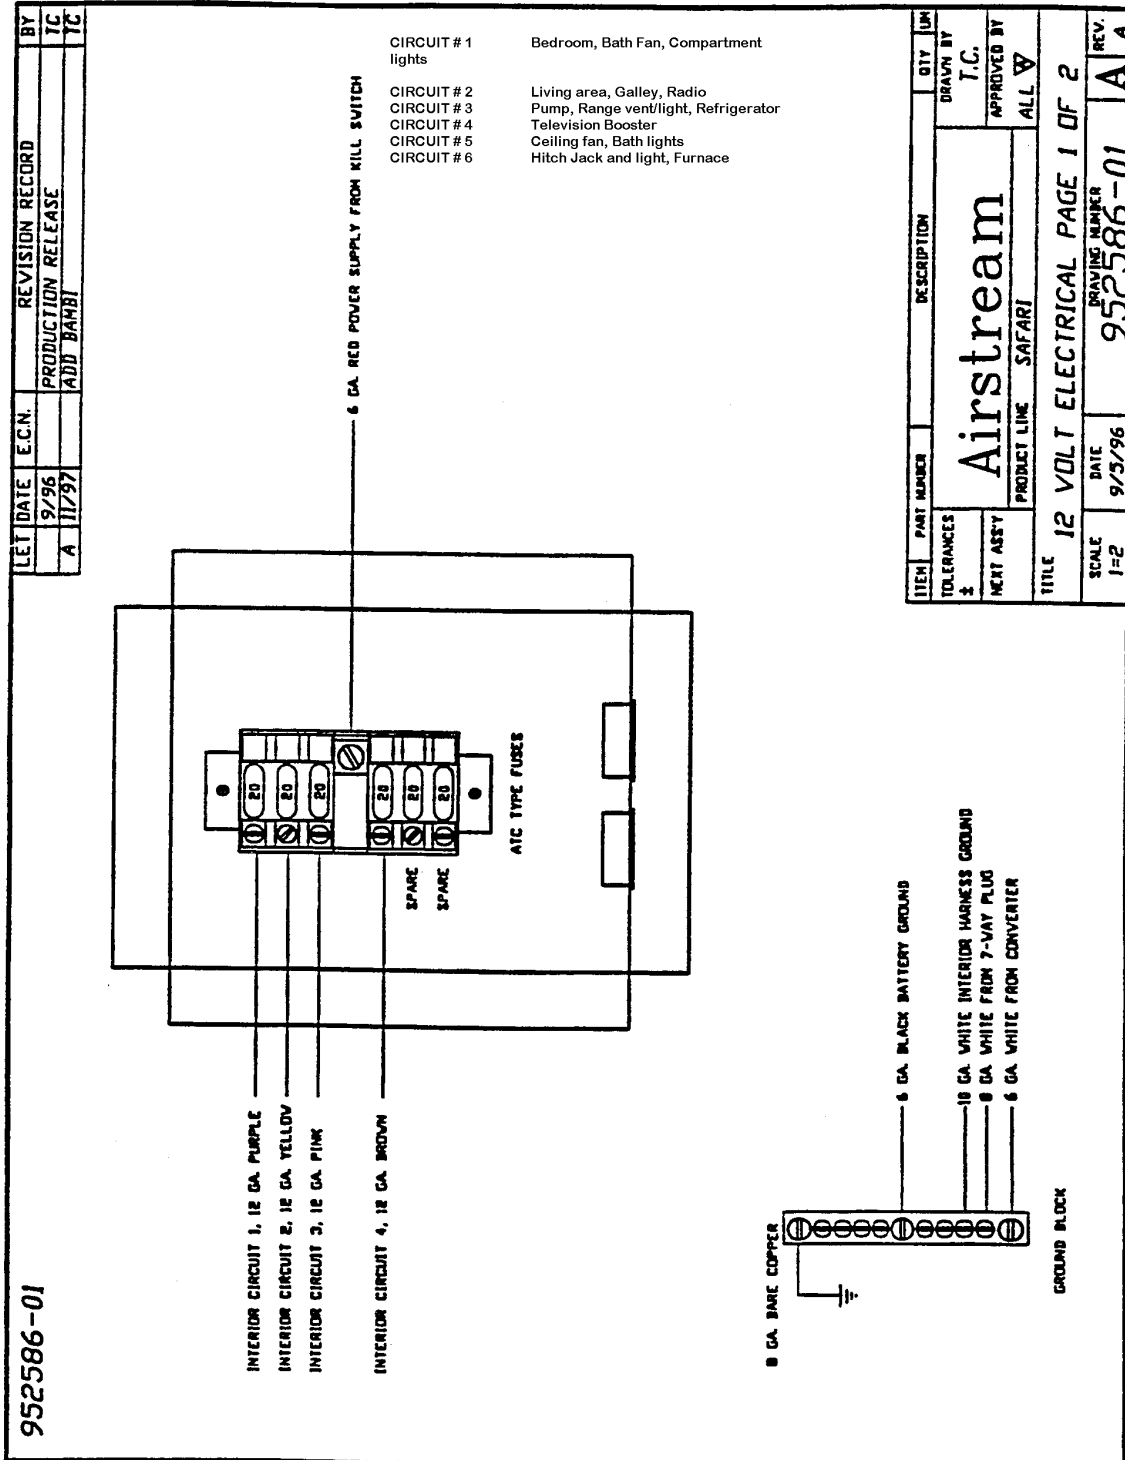 CIRCUIT # 1 Bedroom, Bath Fan, Compartment
lights
CIRCUIT # 2 Living area, Galley, Radio
CIRCUIT # 3 Pump, Range vent/light, Refrigerator
CIRCUIT # 4 Television Booster
CIRCUIT # 5 Ceiling fan, Bath lights
CIRCUIT # 6 Hitch Jack and light, Furnace
952586-01
LET DATE E.C.N. REVISION RECORD BY
9/96 PRODUCTION RELEASE TC
A 11/97 ADD BAMBI TC
6 GA. RED POWER SUPPLY FROM KILL SWITCH
20
20
20
20
20
20
SPARE
SPARE
ATC TYPE FUSES
INTERIOR CIRCUIT 1, 12 GA. PURPLE
INTERIOR CIRCUIT 2, 12 GA. YELLOW
INTERIOR CIRCUIT 3, 12 GA. PINK
INTERIOR CIRCUIT 4, 12 GA. BROWN
8 GA. BARE COPPER
6 GA. BLACK BATTERY GROUND
10 GA. WHITE INTERIOR HARNESS GROUND
8 GA. WHITE FROM 7-WAY PLUG
6 GA. WHITE FROM CONVERTER
GROUND BLOCK
ITEM PART NUMBER DESCRIPTION QTY UM
TOLERANCES
±
NEXT ASS'Y
Airstream
PRODUCT LINE SAFARI
DRAWN BY
T.C.
APPROVED BY
ALL
TITLE 12 VOLT ELECTRICAL PAGE 1 OF 2
SCALE
1=2
DATE
9/5/96
DRAWING NUMBER
952586-01
A
REV.
A